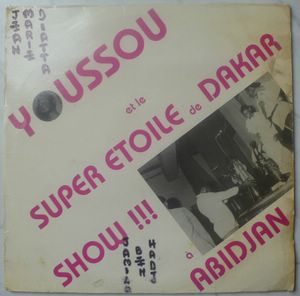 YOUSSOU
et le
SUPER ETOILE de DAKAR
SHOW !!!
à ABIDJAN